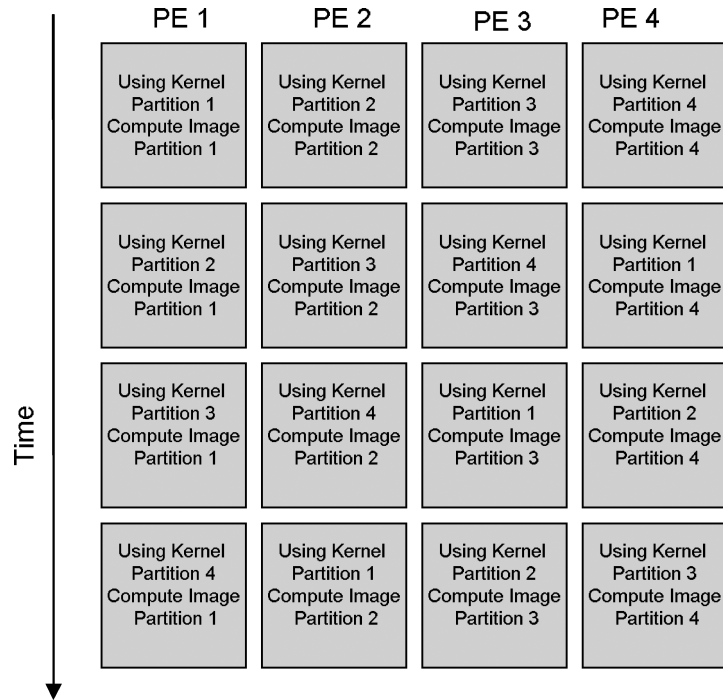 PE 1
PE 2
PE 3
PE 4
Using Kernel
Partition 1
Compute Image
Partition 1
Using Kernel
Partition 2
Compute Image
Partition 2
Using Kernel
Partition 3
Compute Image
Partition 3
Using Kernel
Partition 4
Compute Image
Partition 4
Using Kernel
Partition 2
Compute Image
Partition 1
Using Kernel
Partition 3
Compute Image
Partition 2
Using Kernel
Partition 4
Compute Image
Partition 3
Using Kernel
Partition 1
Compute Image
Partition 4
Using Kernel
Partition 3
Compute Image
Partition 1
Using Kernel
Partition 4
Compute Image
Partition 2
Using Kernel
Partition 1
Compute Image
Partition 3
Using Kernel
Partition 2
Compute Image
Partition 4
Using Kernel
Partition 4
Compute Image
Partition 1
Using Kernel
Partition 1
Compute Image
Partition 2
Using Kernel
Partition 2
Compute Image
Partition 3
Using Kernel
Partition 3
Compute Image
Partition 4
Time